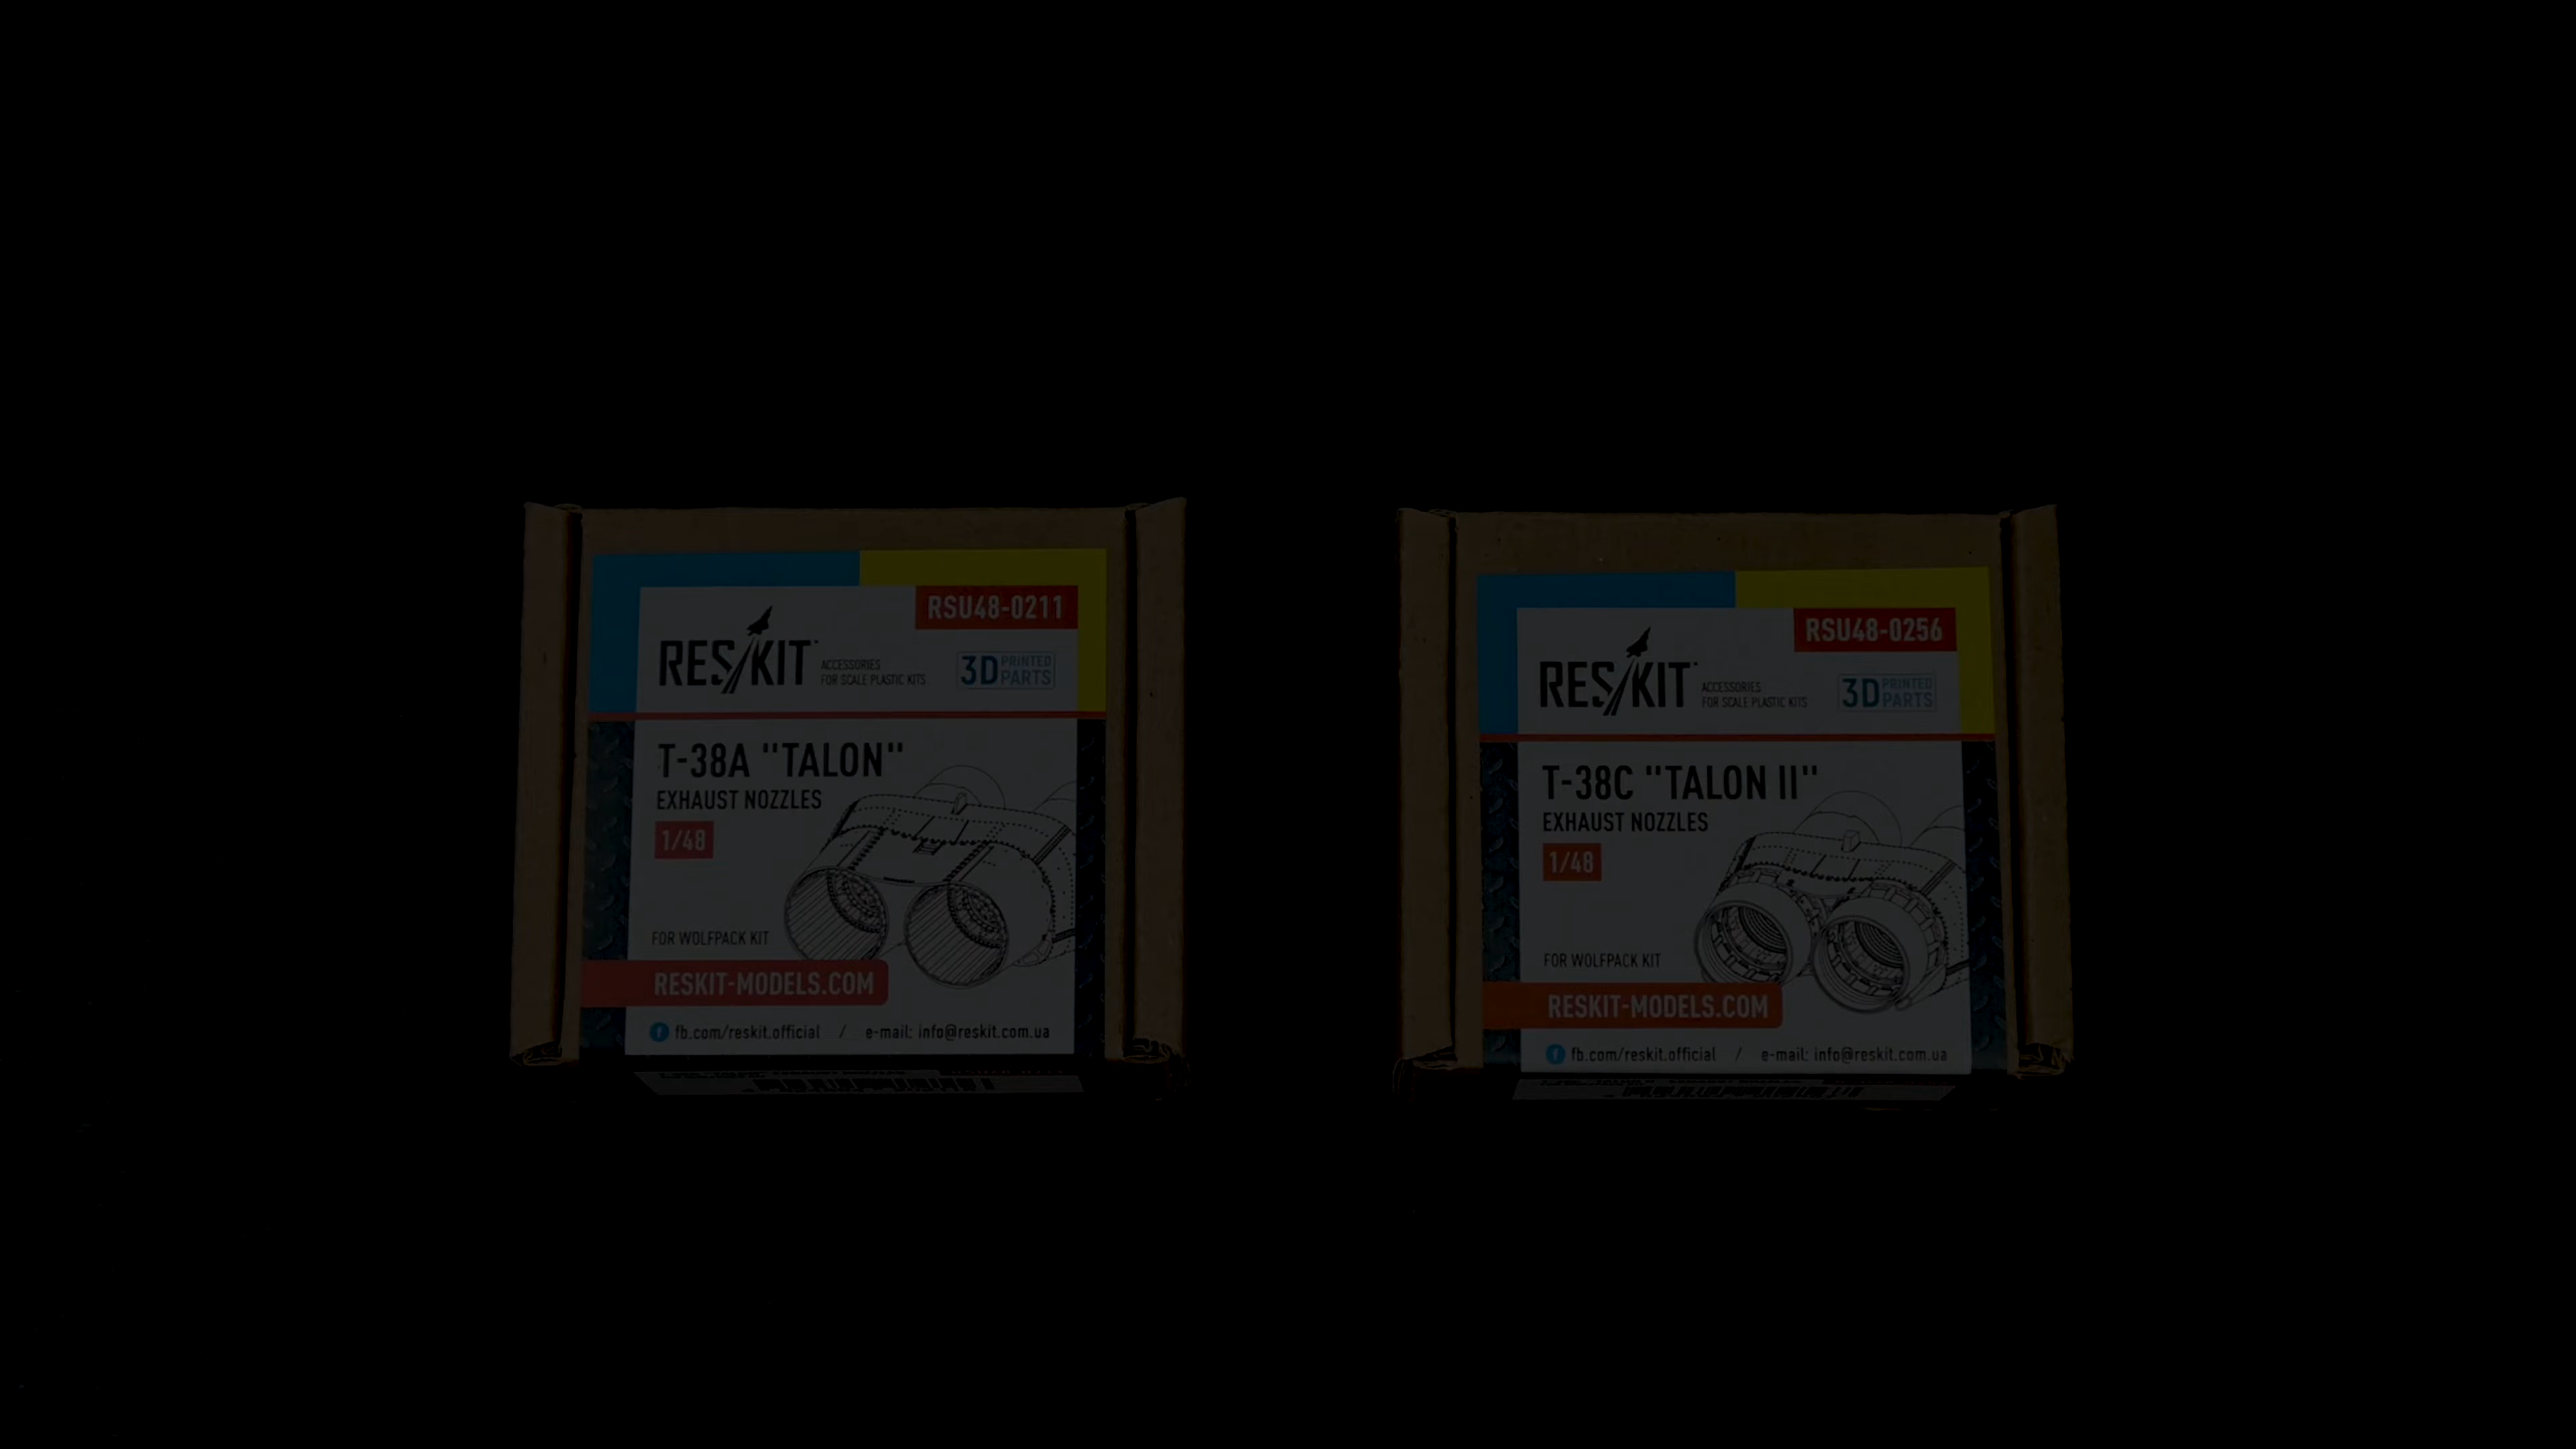 RSU48-0211
RESKIT
ACCESSORIES
FOR SCALE PLASTIC KITS
3D PRINTED
PARTS
T-38A "TALON"
EXHAUST NOZZLES
1/48
FOR WOLFPACK KIT
RESKIT-MODELS.COM
fb.com/reskit.official / e-mail: info@reskit.com.ua
RSU48-0256
RESKIT
ACCESSORIES
FOR SCALE PLASTIC KITS
3D PRINTED
PARTS
T-38C "TALON II"
EXHAUST NOZZLES
1/48
FOR WOLFPACK KIT
RESKIT-MODELS.COM
fb.com/reskit.official / e-mail: info@reskit.com.ua